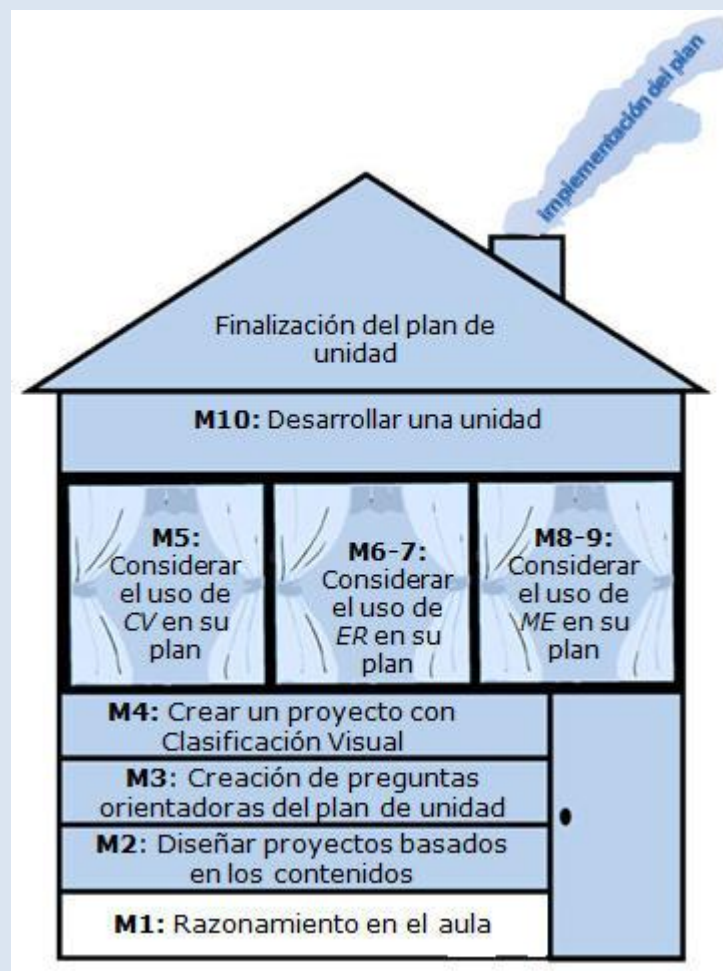 implementación del plan
Finalización del plan de
unidad
M10: Desarrollar una unidad
M5:
Considerar
el uso de
CV en su
plan
M6-7:
Considerar
el uso de
ER en su
plan
M8-9:
Considerar
el uso de
ME en su
plan
M4: Crear un proyecto con
Clasificación Visual
M3: Creación de preguntas
orientadoras del plan de unidad
M2: Diseñar proyectos basados
en los contenidos
M1: Razonamiento en el aula